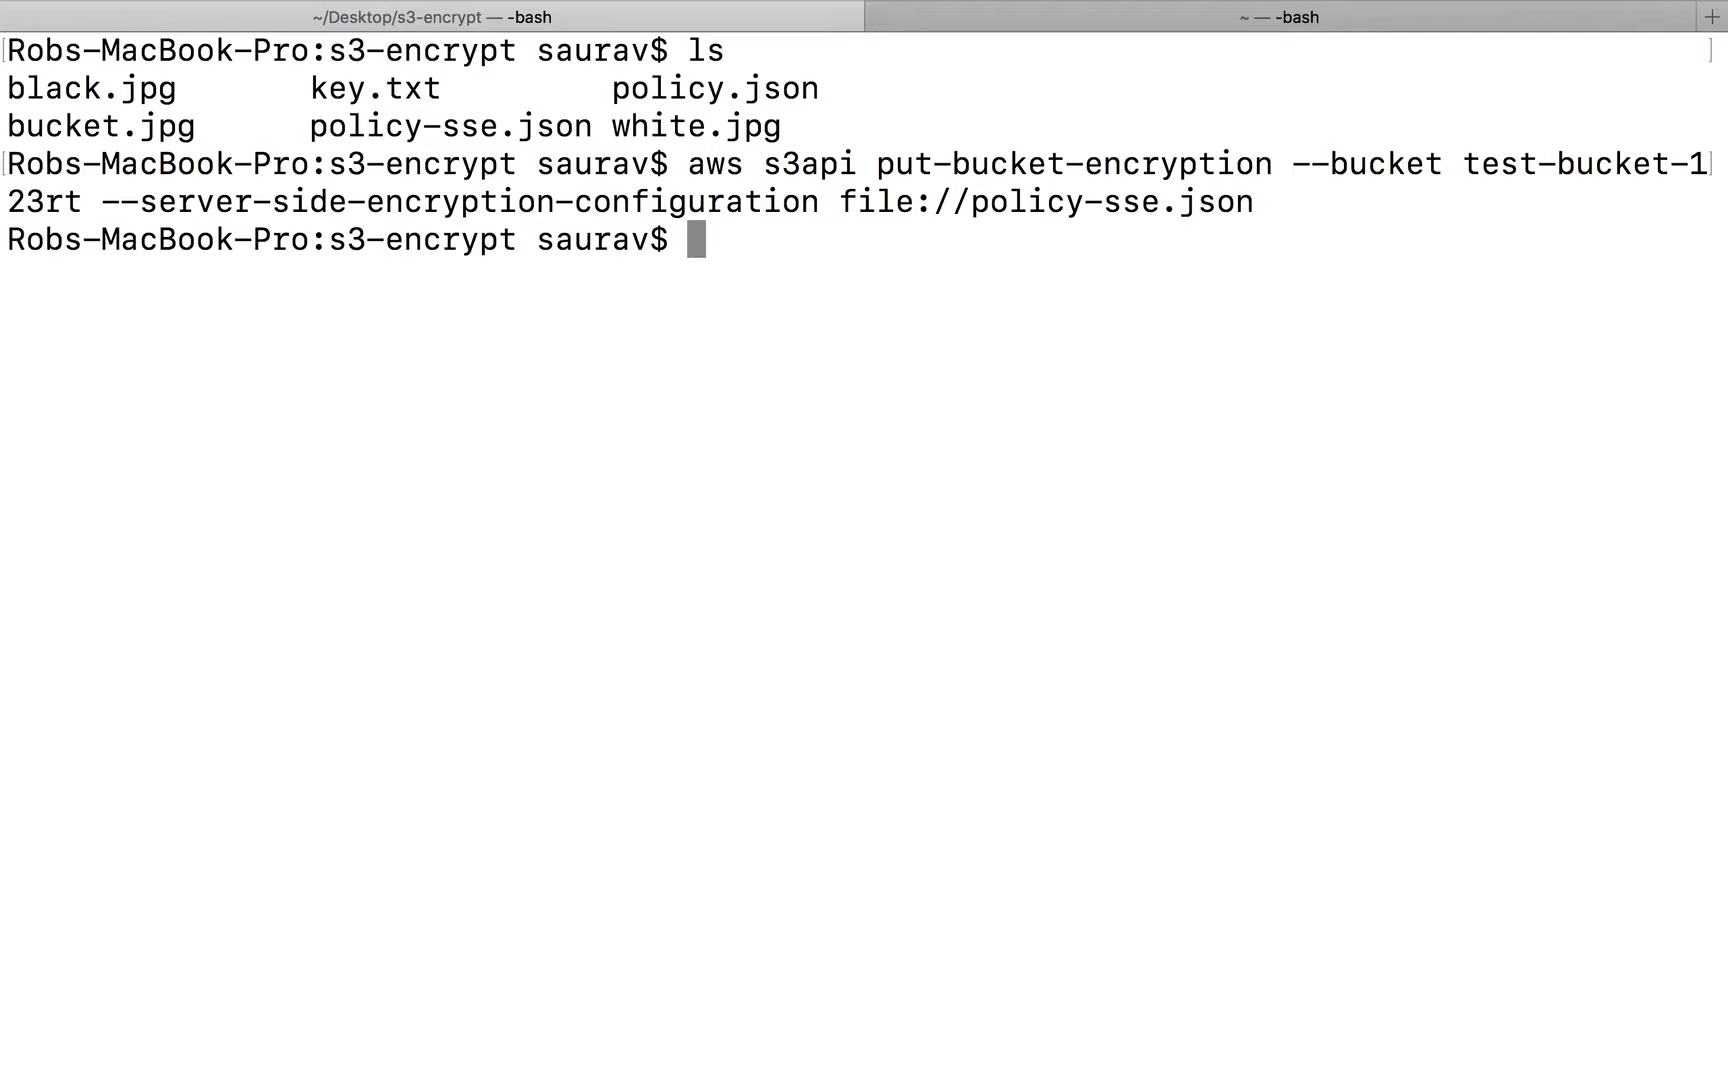 ~/Desktop/s3-encrypt — -bash
~ — -bash
[Robs-MacBook-Pro:s3-encrypt saurav$ ls ]
black.jpg key.txt policy.json
bucket.jpg policy-sse.json white.jpg
[Robs-MacBook-Pro:s3-encrypt saurav$ aws s3api put-bucket-encryption --bucket test-bucket-1]
23rt --server-side-encryption-configuration file://policy-sse.json
Robs-MacBook-Pro:s3-encrypt saurav$